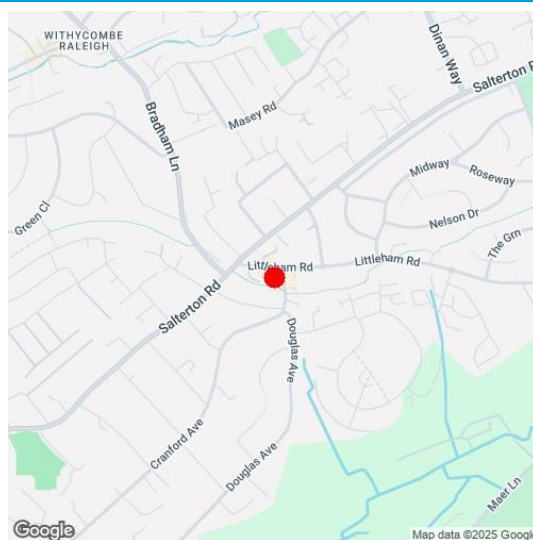 WITHYCOMBE
RALEIGH
Dinan Way
Salterton R
Masey Rd
Bradham Ln
Midway
Roseway
Green Cl
Nelson Dr
The Grn
Littleham Rd
Littleham Rd
Salterton Rd
Douglas Ave
Cranford Ave
Douglas Ave
Maer Ln
Google
Map data ©2025 Google